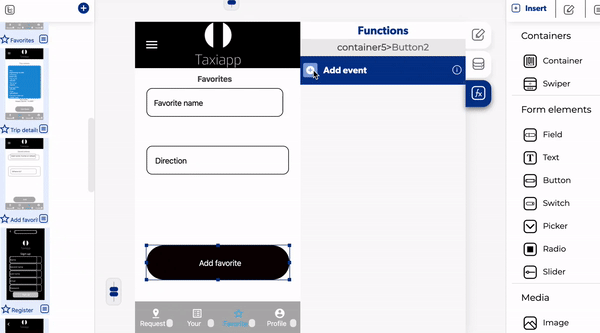 Favorites
Trip details
Add favori
Register
Taxiapp
Favorites
Favorite name
Direction
Add favorite
Request
Your
Favorite
Profile
Functions
container5>Button2
Add event
Insert
Containers
Container
Swiper
Form elements
Field
Text
Button
Switch
Picker
Radio
Slider
Media
Image